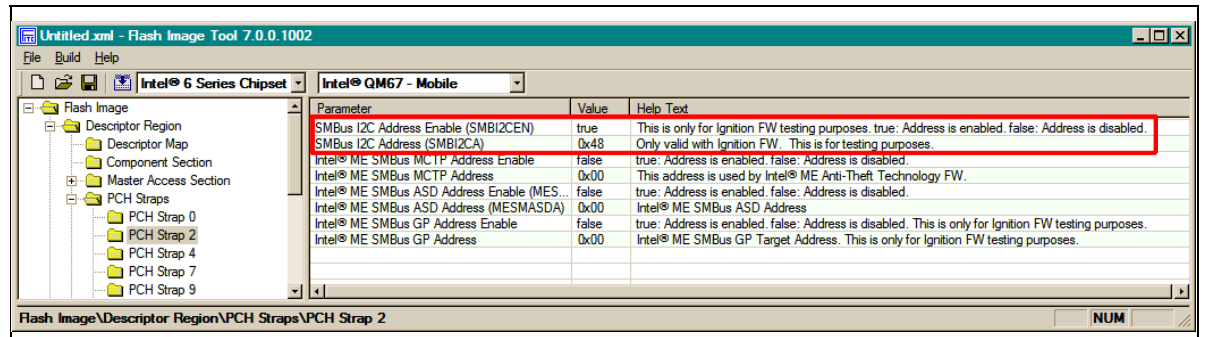 Untitled.xml - Flash Image Tool 7.0.0.1002
File Build Help
Intel® 6 Series Chipset Intel® QM67 - Mobile
Flash Image
Descriptor Region
Descriptor Map
Component Section
Master Access Section
PCH Straps
PCH Strap 0
PCH Strap 2
PCH Strap 4
PCH Strap 7
PCH Strap 9
Parameter Value Help Text
SMBus I2C Address Enable (SMBI2CEN) true This is only for Ignition FW testing purposes. true: Address is enabled. false: Address is disabled.
SMBus I2C Address (SMBI2CA) 0x48 Only valid with Ignition FW. This is for testing purposes.
Intel® ME SMBus MCTP Address Enable false true: Address is enabled. false: Address is disabled.
Intel® ME SMBus MCTP Address 0x00 This address is used by Intel® ME Anti-Theft Technology FW.
Intel® ME SMBus ASD Address Enable (MES... false true: Address is enabled. false: Address is disabled.
Intel® ME SMBus ASD Address (MESMASDA) 0x00 Intel® ME SMBus ASD Address
Intel® ME SMBus GP Address Enable false true: Address is enabled. false: Address is disabled. This is only for Ignition FW testing purposes.
Intel® ME SMBus GP Address 0x00 Intel® ME SMBus GP Target Address. This is only for Ignition FW testing purposes.
Flash Image\Descriptor Region\PCH Straps\PCH Strap 2 NUM